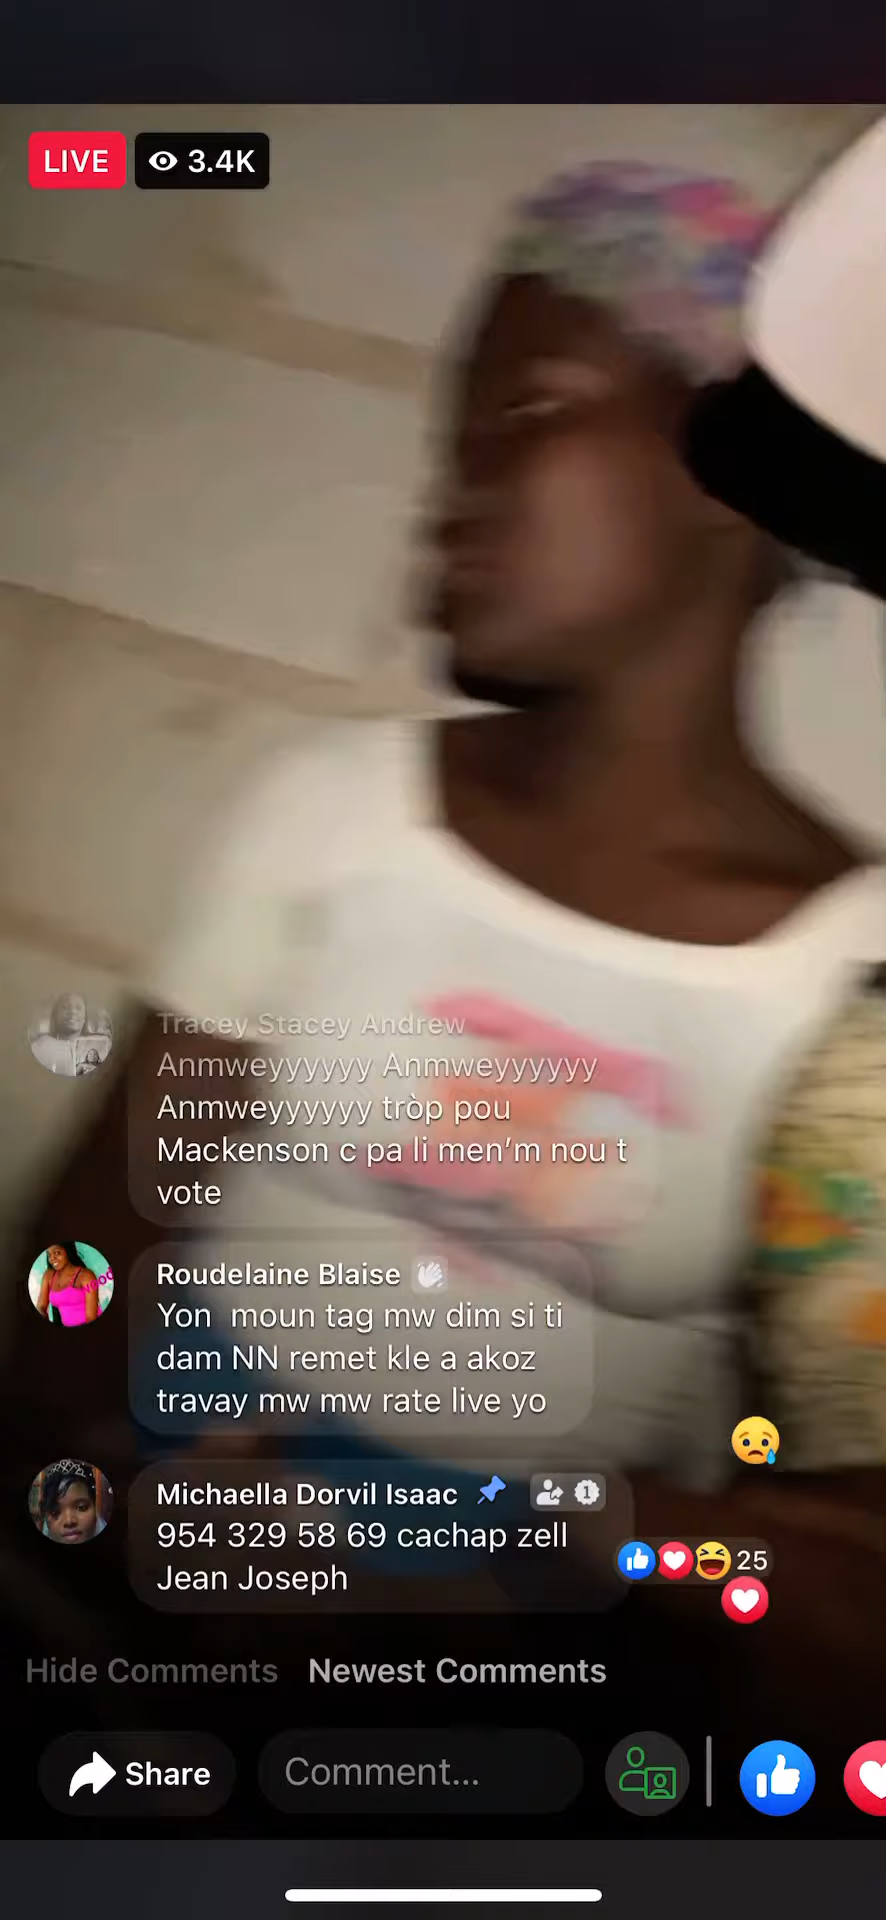 LIVE 3.4K
Tracey Stacey Andrew
Anmweyyyyyy Anmweyyyyyy
Anmweyyyyyy tròp pou
Mackenson c pa li men’m nou t
vote
Roudelaine Blaise
Yon  moun tag mw dim si ti
dam NN remet kle a akoz
travay mw mw rate live yo
Michaella Dorvil Isaac 1
954 329 58 69 cachap zell
Jean Joseph
25
Hide Comments Newest Comments
Share Comment...